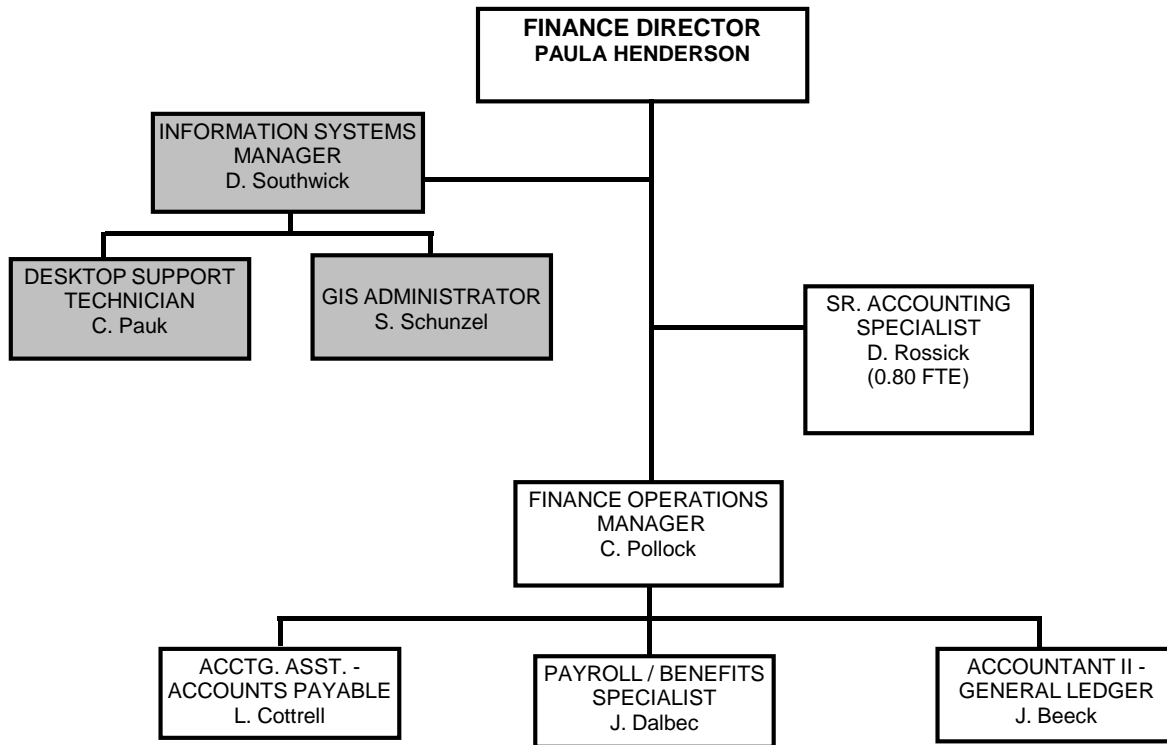 FINANCE DIRECTOR
PAULA HENDERSON
INFORMATION SYSTEMS
MANAGER
D. Southwick
DESKTOP SUPPORT
TECHNICIAN
C. Pauk
GIS ADMINISTRATOR
S. Schunzel
SR. ACCOUNTING
SPECIALIST
D. Rossick
(0.80 FTE)
FINANCE OPERATIONS
MANAGER
C. Pollock
ACCTG. ASST. -
ACCOUNTS PAYABLE
L. Cottrell
PAYROLL / BENEFITS
SPECIALIST
J. Dalbec
ACCOUNTANT II -
GENERAL LEDGER
J. Beeck